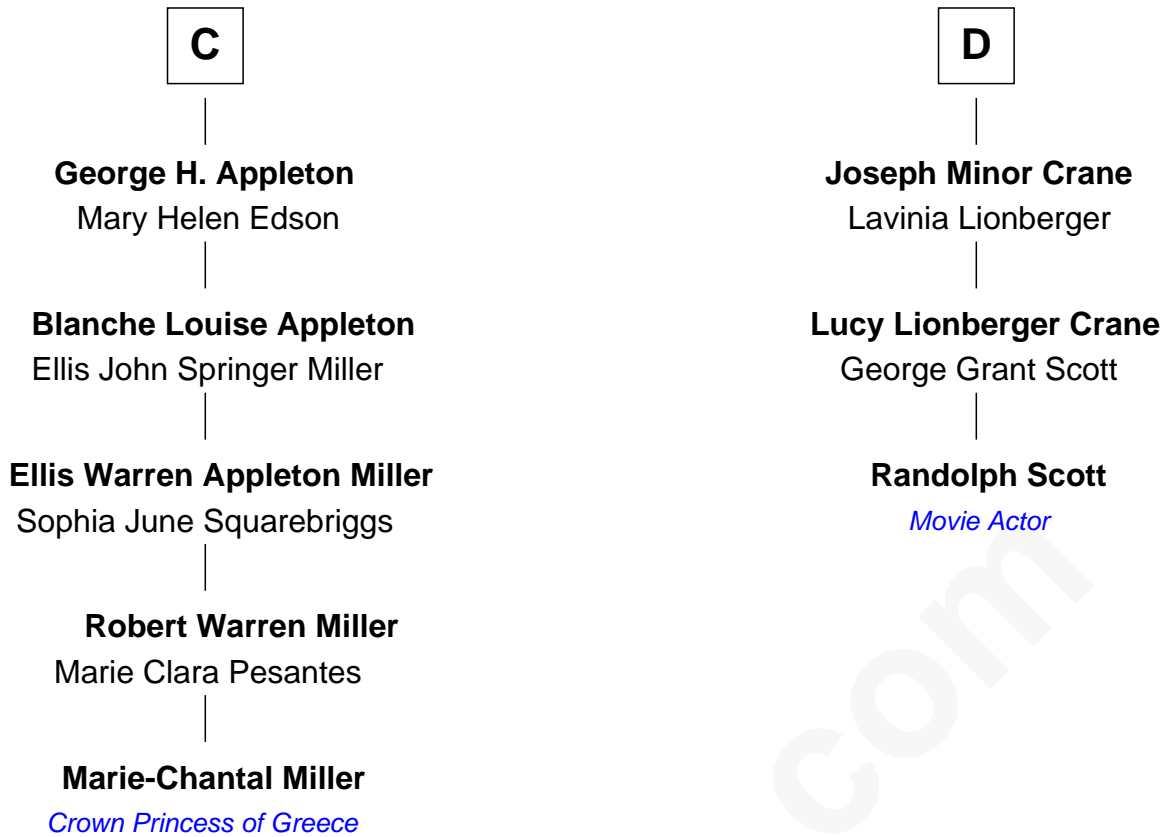 C
George H. Appleton
Mary Helen Edson
Blanche Louise Appleton
Ellis John Springer Miller
Ellis Warren Appleton Miller
Sophia June Squarebriggs
Robert Warren Miller
Marie Clara Pesantes
Marie-Chantal Miller
Crown Princess of Greece
D
Joseph Minor Crane
Lavinia Lionberger
Lucy Lionberger Crane
George Grant Scott
Randolph Scott
Movie Actor
com